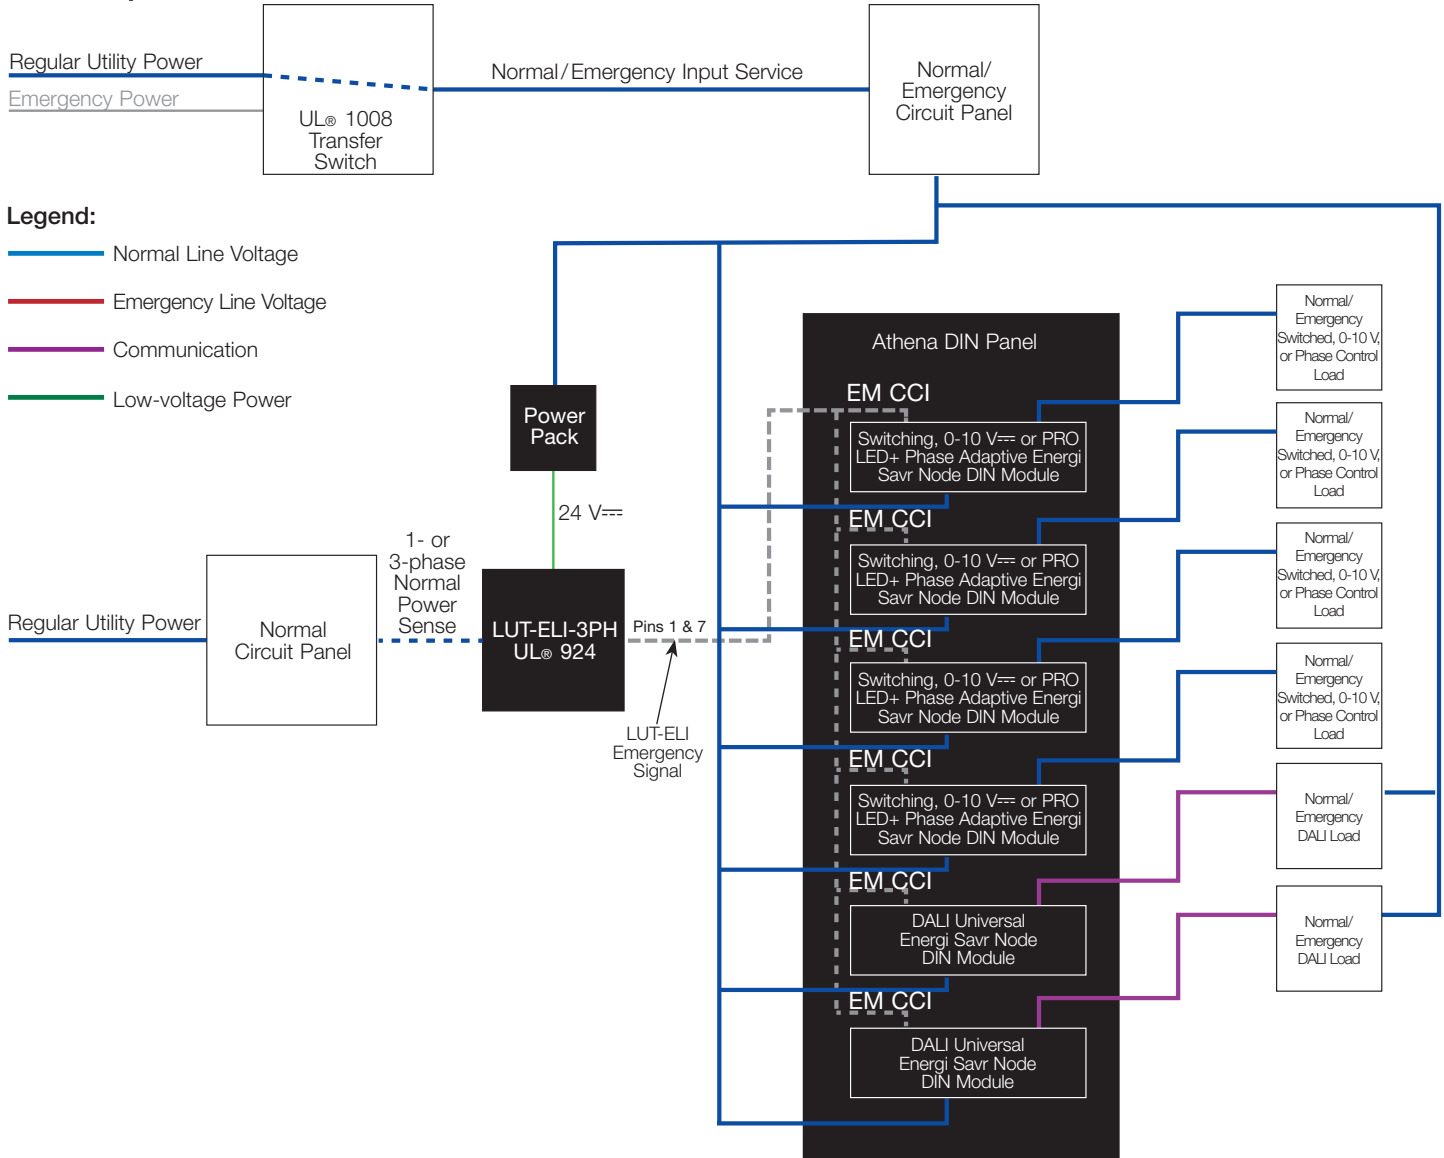 Regular Utility Power
Emergency Power
UL® 1008
Transfer
Switch
Normal/Emergency Input Service
Normal/
Emergency
Circuit Panel
Legend:
Normal Line Voltage
Emergency Line Voltage
Communication
Low-voltage Power
Power
Pack
24 V⎓
1- or
3-phase
Normal
Power
Sense
Regular Utility Power
Normal
Circuit Panel
LUT-ELI-3PH
UL® 924
Pins 1 & 7
LUT-ELI
Emergency
Signal
Athena DIN Panel
EM CCI
Switching, 0-10 V⎓ or PRO
LED+ Phase Adaptive Energi
Savr Node DIN Module
EM CCI
Switching, 0-10 V⎓ or PRO
LED+ Phase Adaptive Energi
Savr Node DIN Module
EM CCI
Switching, 0-10 V⎓ or PRO
LED+ Phase Adaptive Energi
Savr Node DIN Module
EM CCI
Switching, 0-10 V⎓ or PRO
LED+ Phase Adaptive Energi
Savr Node DIN Module
EM CCI
DALI Universal
Energi Savr Node
DIN Module
EM CCI
DALI Universal
Energi Savr Node
DIN Module
Normal/
Emergency
Switched, 0-10 V,
or Phase Control
Load
Normal/
Emergency
Switched, 0-10 V,
or Phase Control
Load
Normal/
Emergency
Switched, 0-10 V,
or Phase Control
Load
Normal/
Emergency
Switched, 0-10 V,
or Phase Control
Load
Normal/
Emergency
DALI Load
Normal/
Emergency
DALI Load